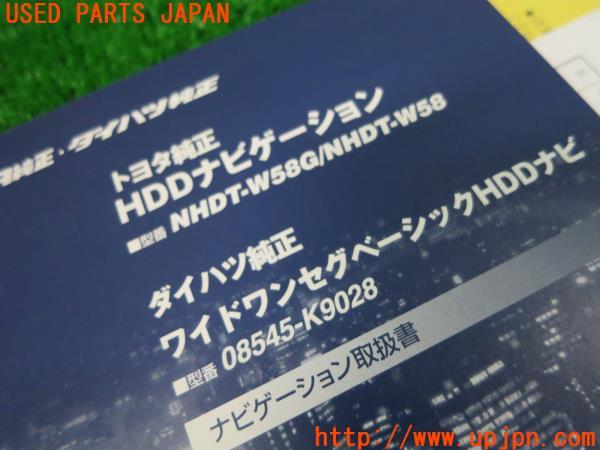 USED PARTS JAPAN
純正・ダイハツ純正
トヨタ純正
HDDナビゲーション
■型番 NHDT-W58G/NHDT-W58
ダイハツ純正
ワイドワンセグベーシックHDDナビ
■型番 08545-K9028
ナビゲーション取扱書
http://www.upjpn.com/